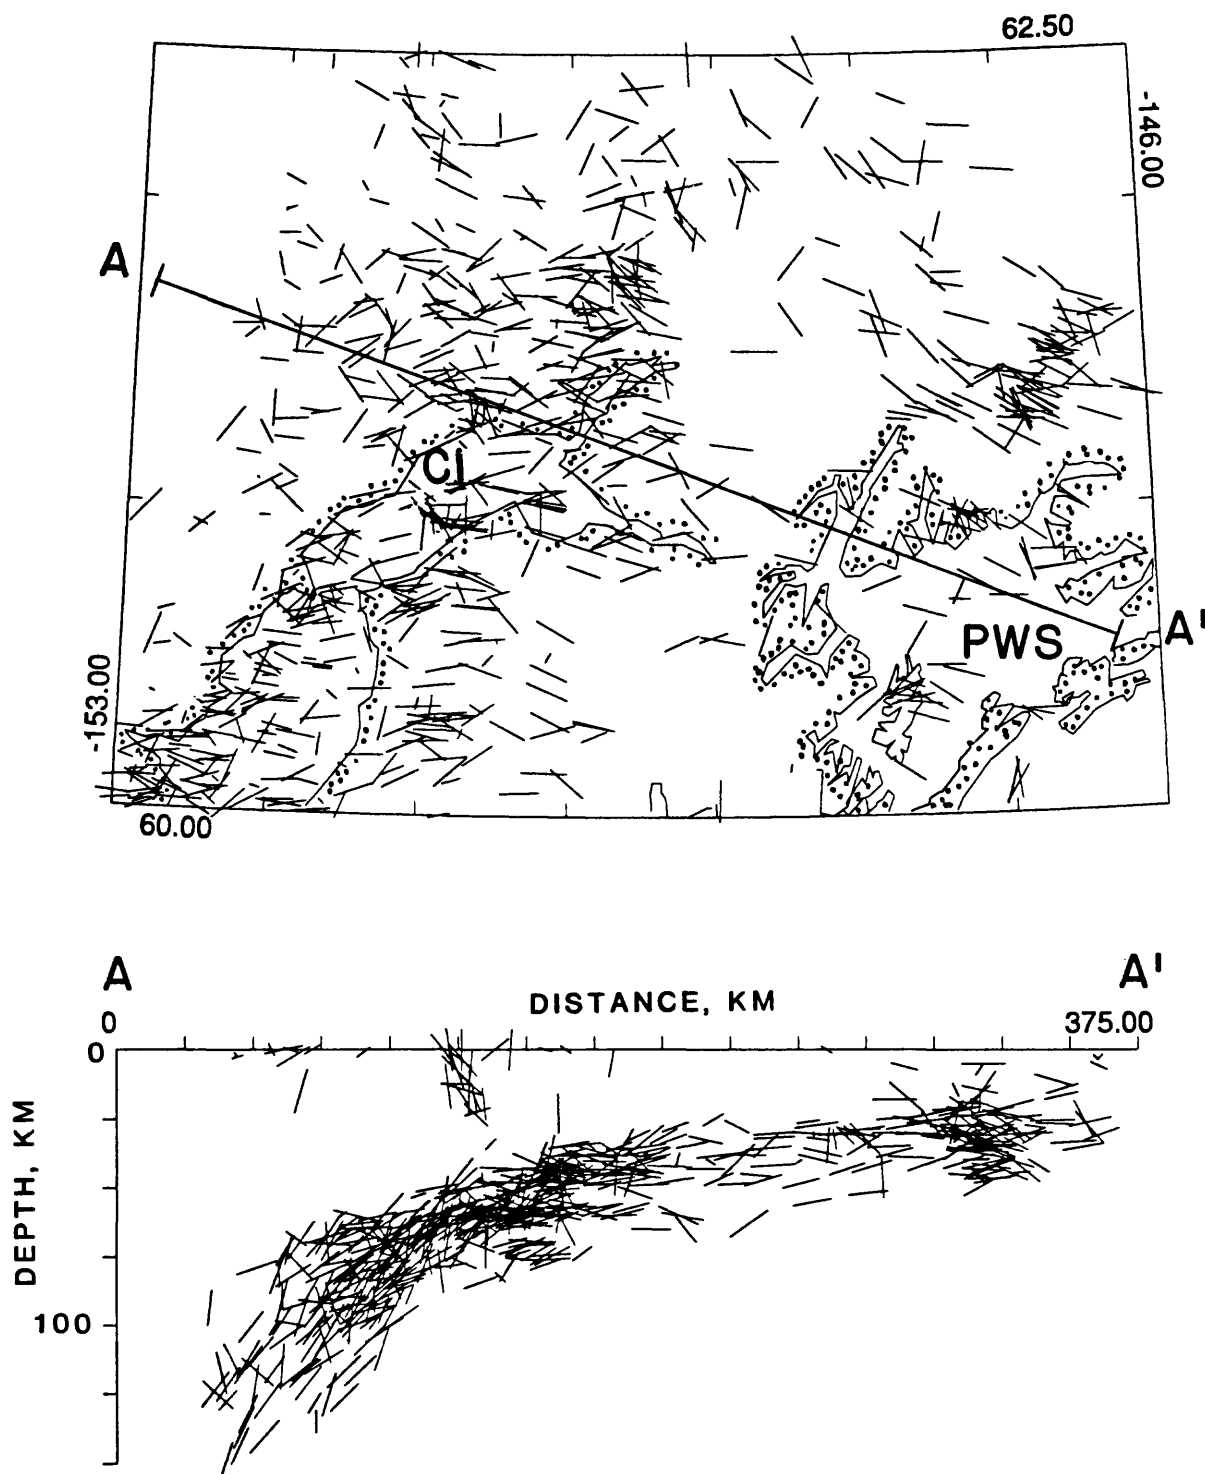 62.50
-146.00
A
CI
A'
PWS
-153.00
60.00
A
A'
DISTANCE, KM
0
375.00
0
DEPTH, KM
100